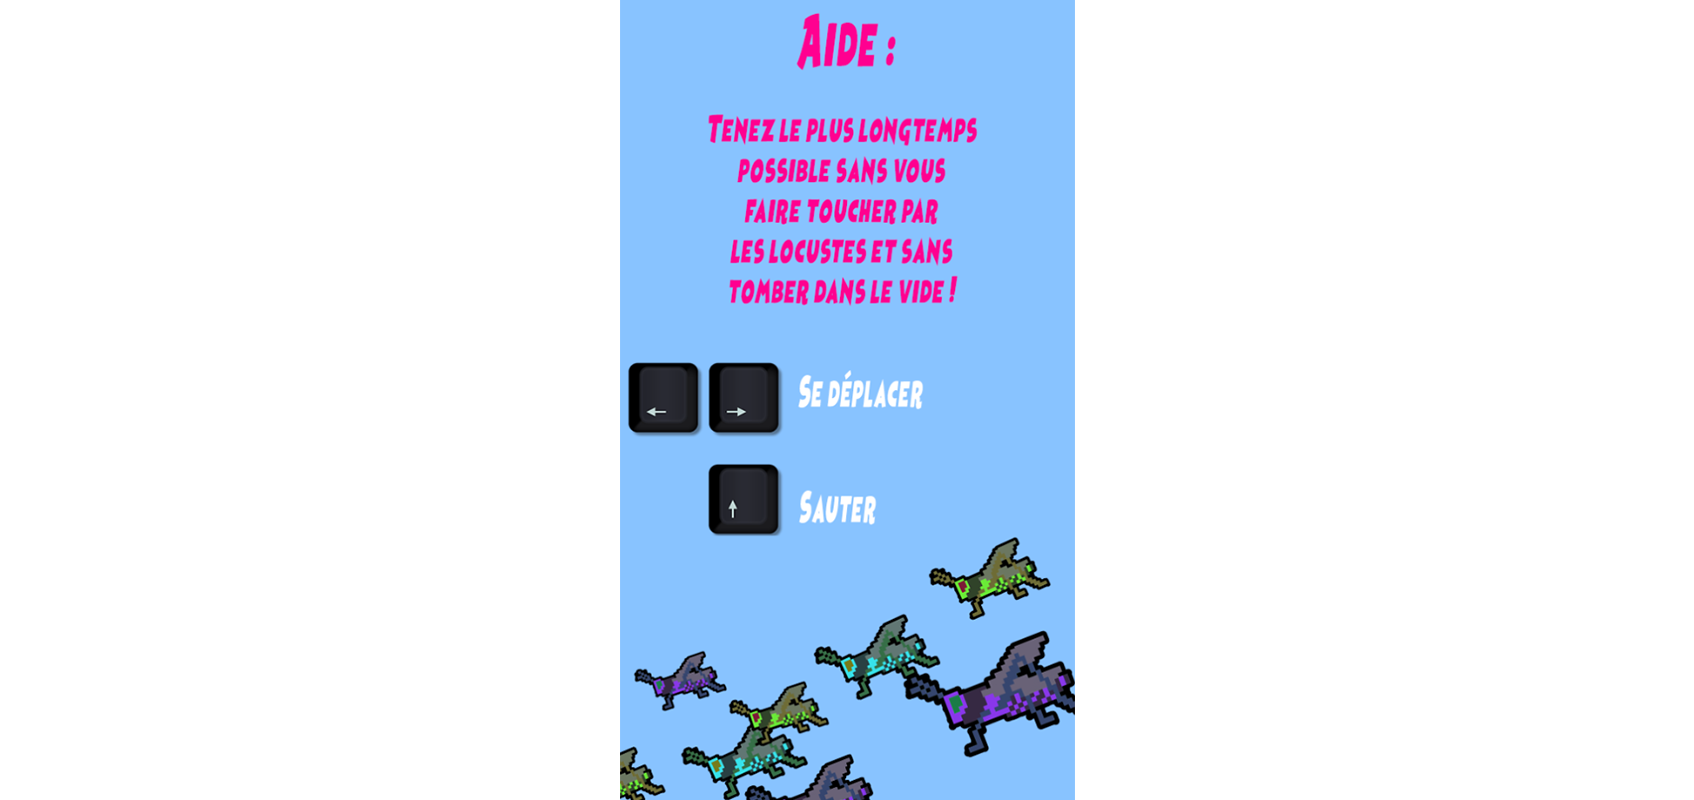 Aide :
Tenez le plus longtemps
possible sans vous
faire toucher par
les locustes et sans
tomber dans le vide !
← → Se déplacer
↑ Sauter